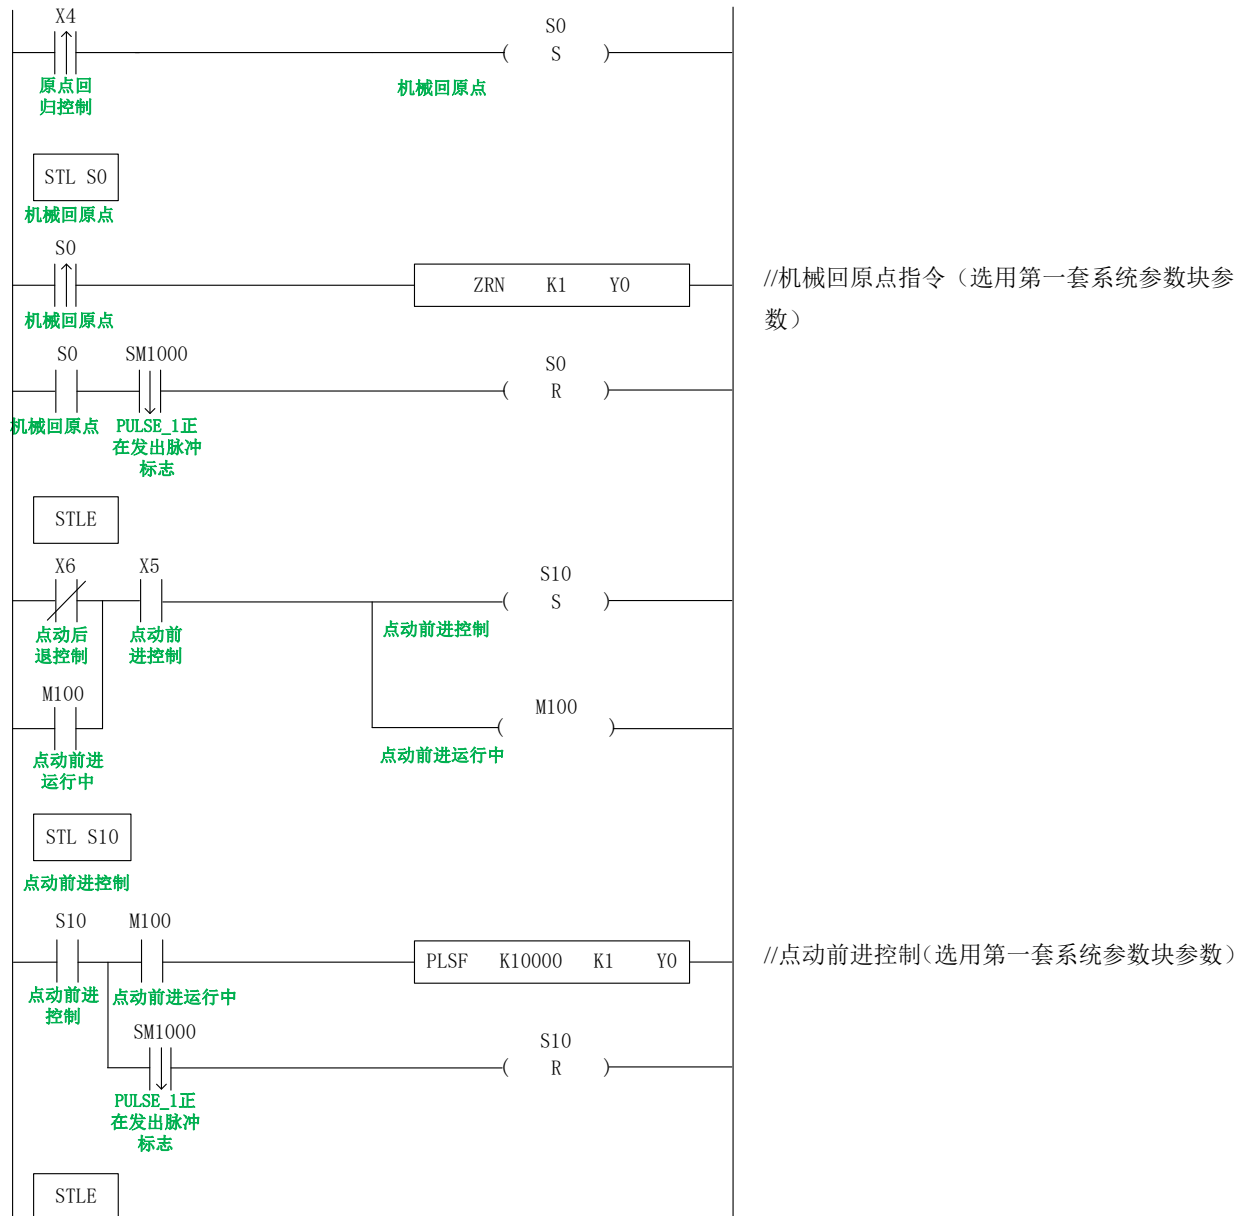 X4
S0
( S )
原点回
归控制
机械回原点
STL S0
机械回原点
S0
ZRN K1 Y0
//机械回原点指令（选用第一套系统参数块参
数）
机械回原点
S0 SM1000
S0
( R )
机械回原点
PULSE_1正
在发出脉冲
标志
STLE
X6 X5
S10
( S )
点动后
退控制
点动前
进控制
点动前进控制
M100
M100
( )
点动前进
运行中
点动前进运行中
STL S10
点动前进控制
S10 M100
PLSF K10000 K1 Y0
//点动前进控制（选用第一套系统参数块参数）
点动前进
控制
点动前进运行中
SM1000
S10
( R )
PULSE_1正
在发出脉冲
标志
STLE